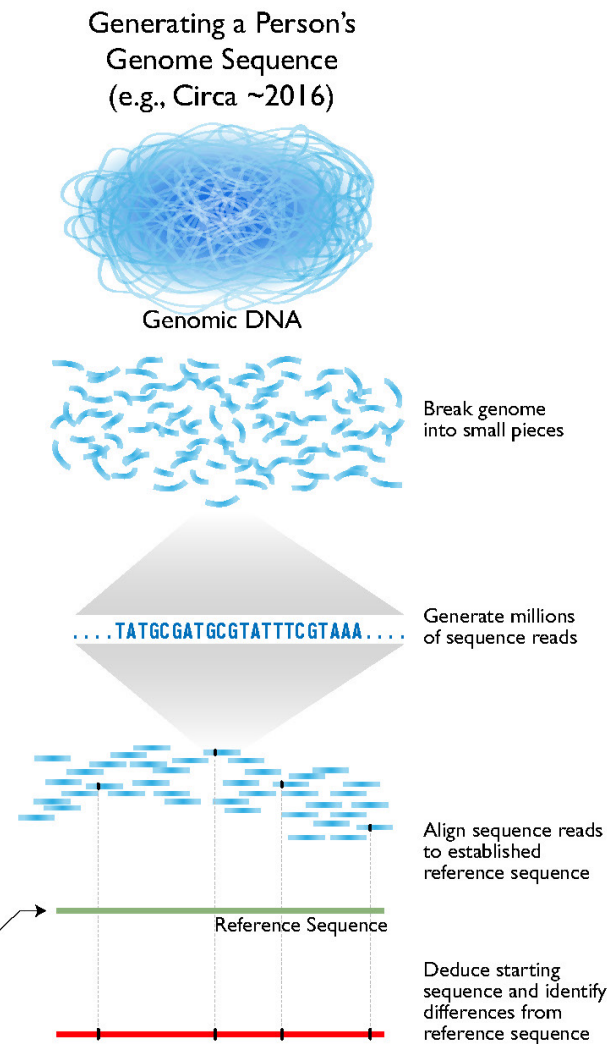 Generating a Person's
Genome Sequence
(e.g., Circa ~2016)
Genomic DNA
Break genome
into small pieces
....TATGCGATGCGTATTTCGTAAA....
Generate millions
of sequence reads
Align sequence reads
to established
reference sequence
Reference Sequence
Deduce starting
sequence and identify
differences from
reference sequence